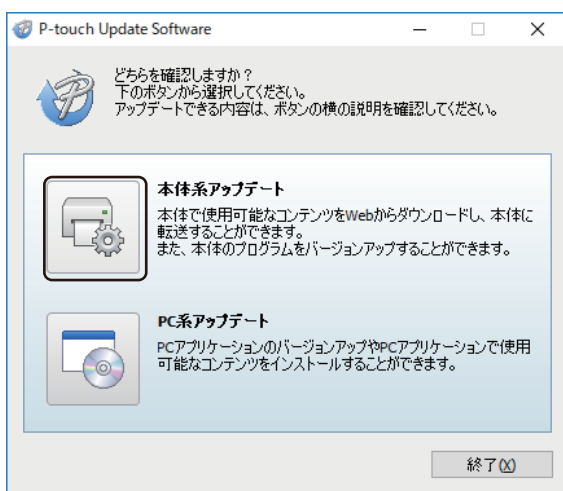 P-touch Update Software
どちらを確認しますか？
下のボタンから選択してください。
アップデートできる内容は、ボタンの横の説明を確認してください。
本体系アップデート
本体で使用可能なコンテンツをWebからダウンロードし、本体に
転送することができます。
また、本体のプログラムをバージョンアップすることができます。
PC系アップデート
PCアプリケーションのバージョンアップやPCアプリケーションで使用
可能なコンテンツをインストールすることができます。
終了(X)